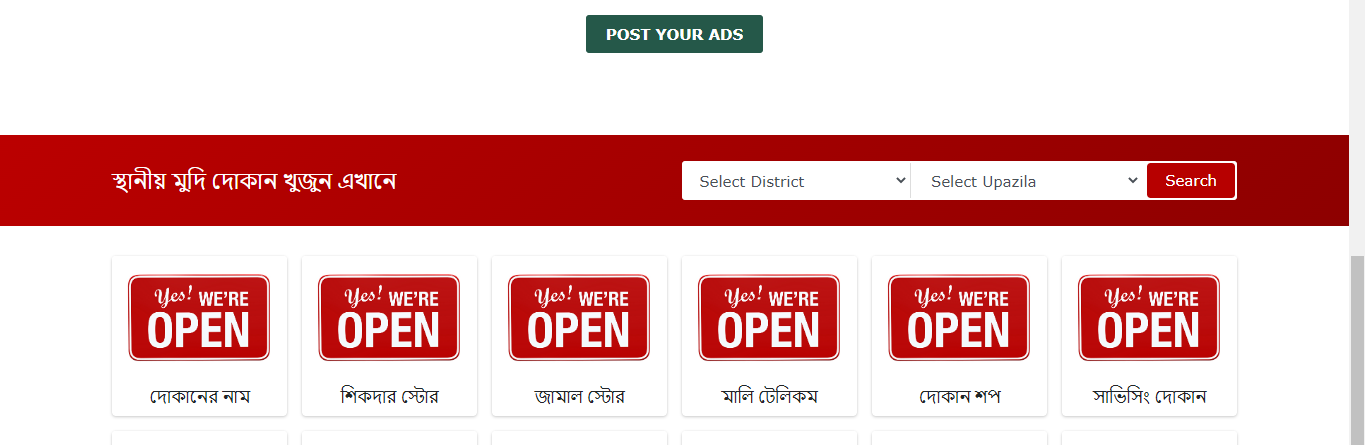 POST YOUR ADS
স্থানীয় মুদি দোকান খুজুন এখানে
Select District
Select Upazila
Search
Yes! WE'RE
OPEN
Yes! WE'RE
OPEN
Yes! WE'RE
OPEN
Yes! WE'RE
OPEN
Yes! WE'RE
OPEN
Yes! WE'RE
OPEN
দোকানের নাম
শিকদার স্টোর
জামাল স্টোর
মালি টেলিকম
দোকান শপ
সাভিসিং দোকান